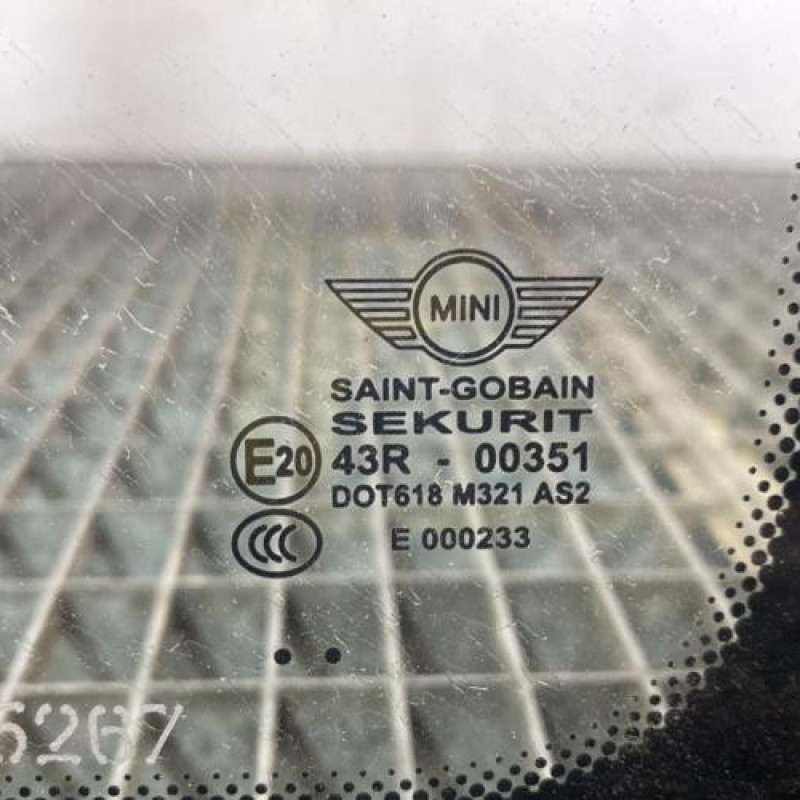 MINI
SAINT-GOBAIN
SEKURIT
E20 43R - 00351
DOT618 M321 AS2
CCC E 000233